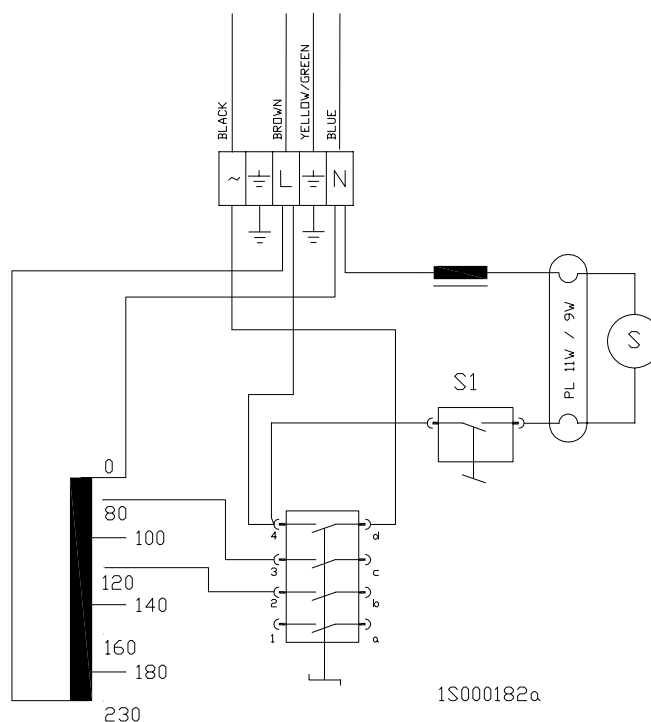 BLACK
BROWN
YELLOW/GREEN
BLUE
~ L N
PL 11W / 9W
S
S1
0
80
100
120
140
160
180
230
4 d
3 c
2 b
1 a
1S000182a